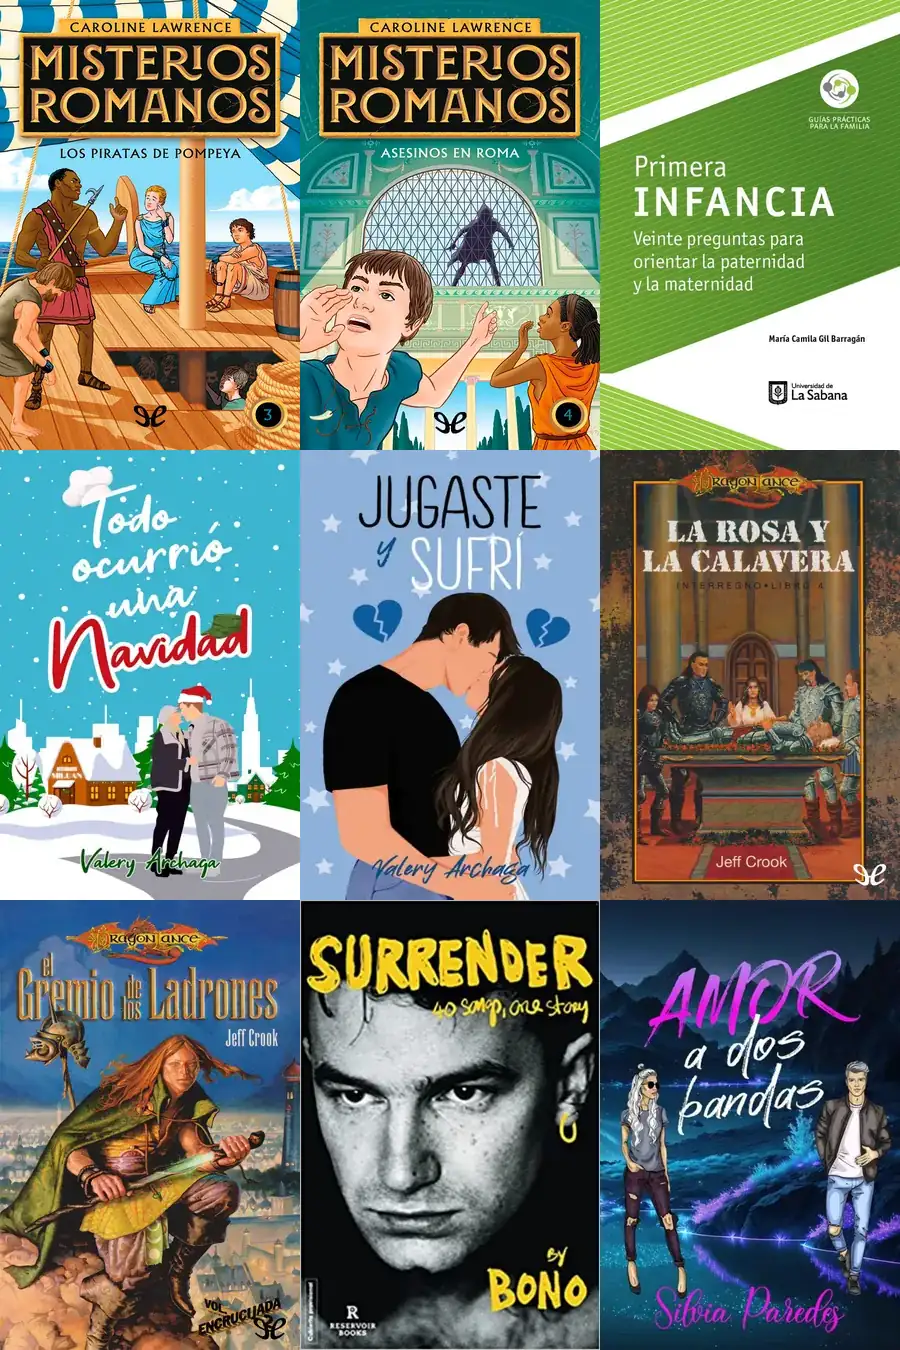 CAROLINE LAWRENCE
MISTERIOS
ROMANOS
LOS PIRATAS DE POMPEYA
3
CAROLINE LAWRENCE
MISTERIOS
ROMANOS
ASESINOS EN ROMA
4
GUÍAS PRÁCTICAS
PARA LA FAMILIA
Primera
INFANCIA
Veinte preguntas para
orientar la paternidad
y la maternidad
María Camila Gil Barragán
Universidad de
La Sabana
Todo
ocurrió
una
Navidad
Valery Archaga
JUGASTE
y SUFRÍ
Valery Archaga
DRAGONLANCE
LA ROSA Y
LA CALAVERA
INTERREGNO • LIBRO 4
Jeff Crook
DRAGONLANCE
el
Gremio de los Ladrones
Jeff Crook
VOL.
ENCRUCIJADA
SURRENDER
40 songs, one story
BY
BONO
R
RESERVOIR
BOOKS
AMOR
a dos
bandas
Silvia Paredes